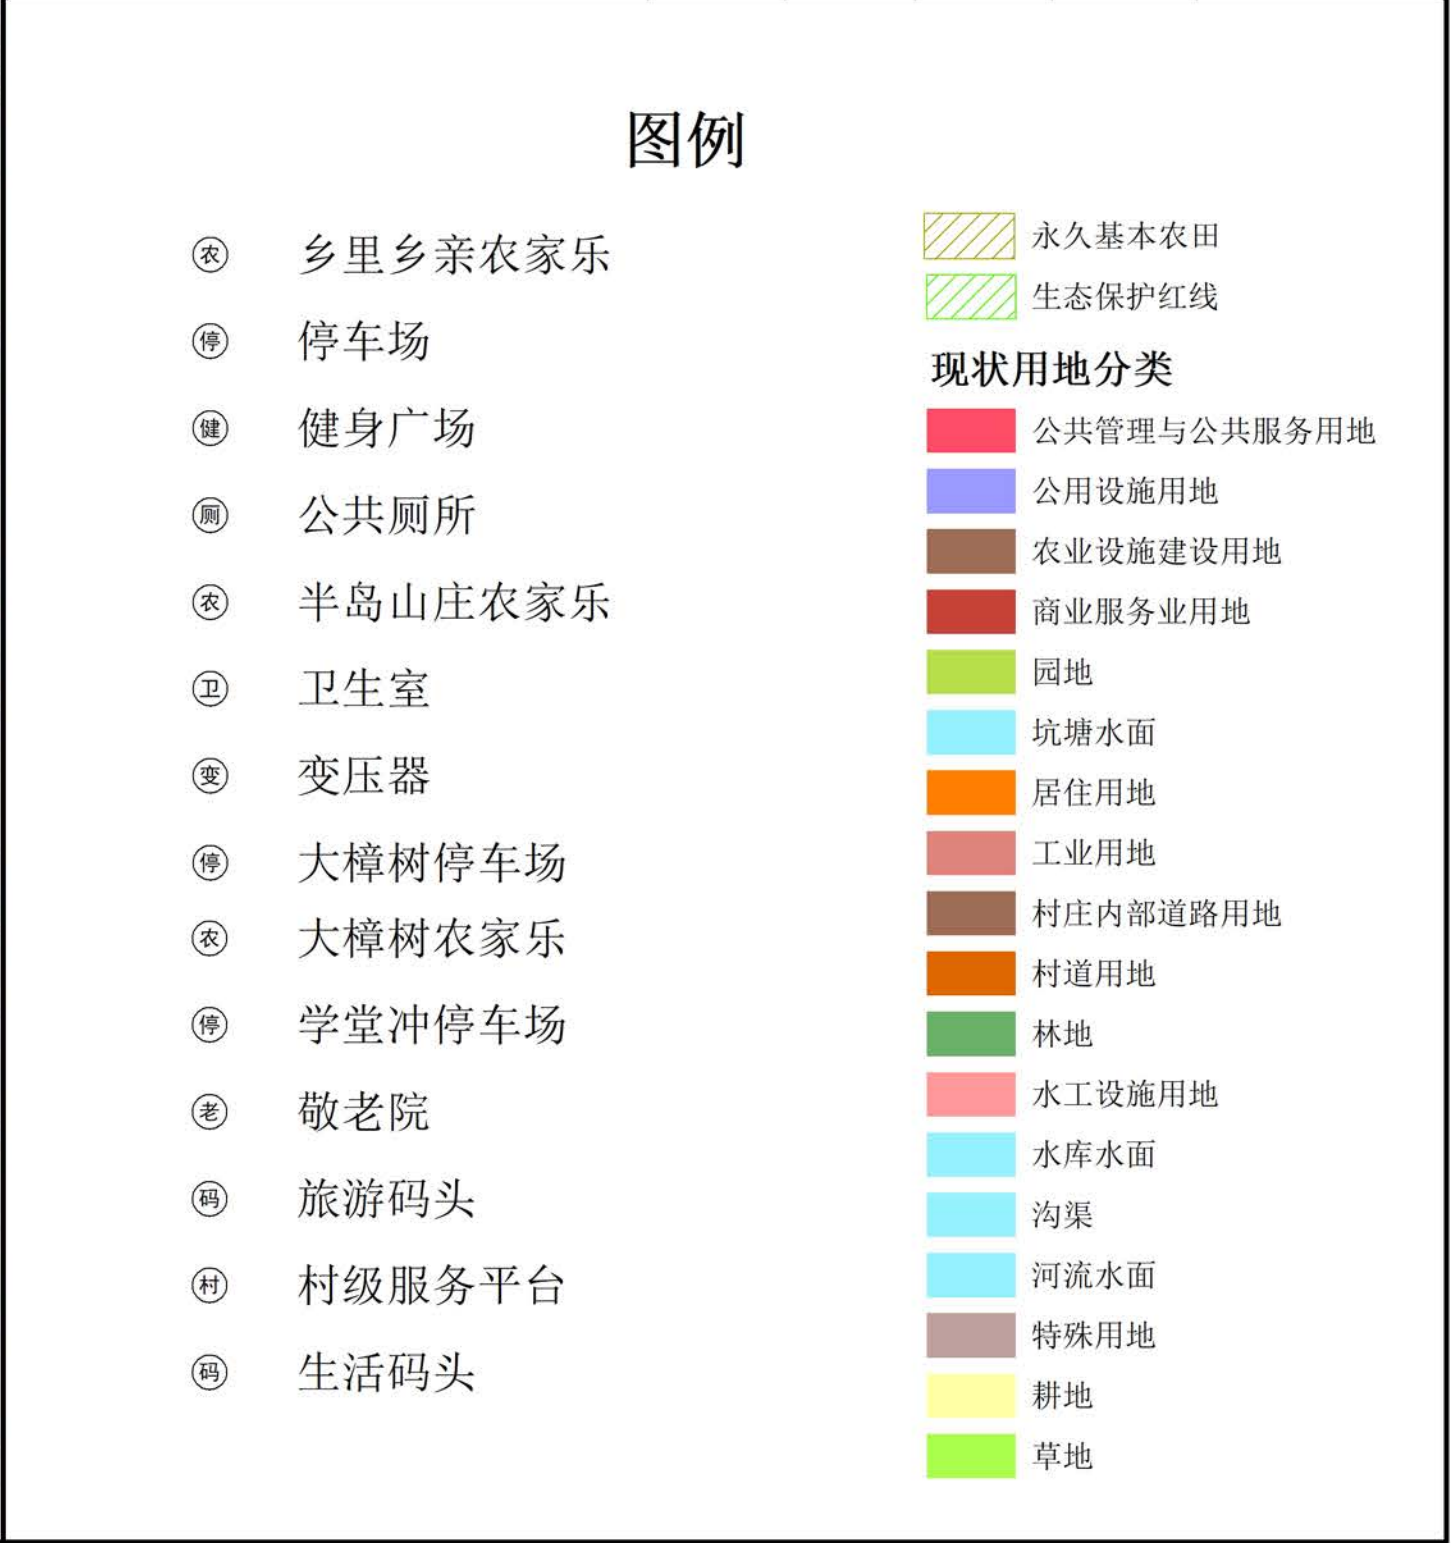 图例
农 乡里乡亲农家乐
停 停车场
健 健身广场
厕 公共厕所
农 半岛山庄农家乐
卫 卫生室
变 变压器
停 大樟树停车场
农 大樟树农家乐
停 学堂冲停车场
老 敬老院
码 旅游码头
村 村级服务平台
码 生活码头
永久基本农田
生态保护红线
现状用地分类
公共管理与公共服务用地
公用设施用地
农业设施建设用地
商业服务业用地
园地
坑塘水面
居住用地
工业用地
村庄内部道路用地
村道用地
林地
水工设施用地
水库水面
沟渠
河流水面
特殊用地
耕地
草地